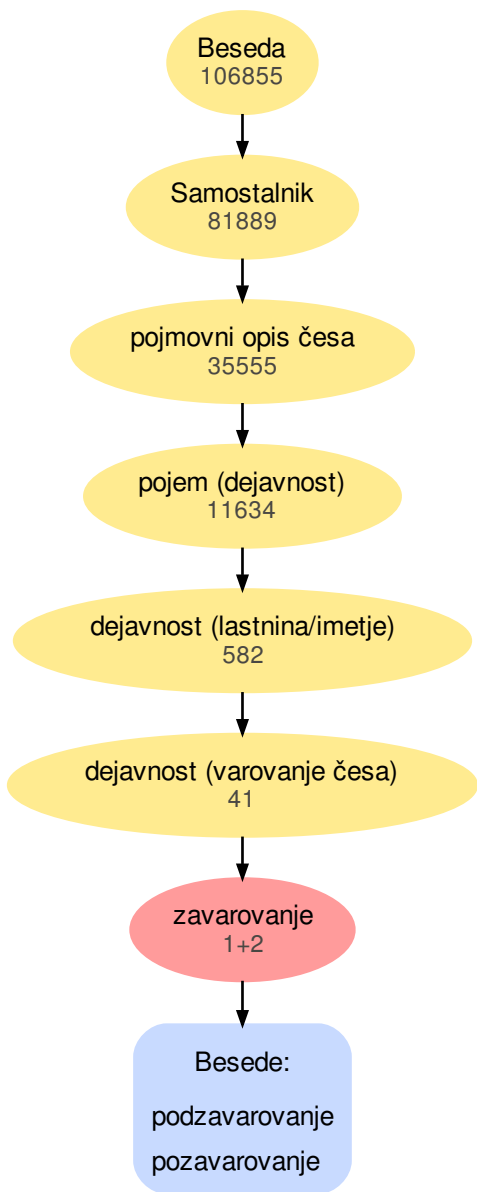 Beseda
106855
Samostalnik
81889
pojmovni opis česa
35555
pojem (dejavnost)
11634
dejavnost (lastnina/imetje)
582
dejavnost (varovanje česa)
41
zavarovanje
1+2
Besede:
podzavarovanje
pozavarovanje